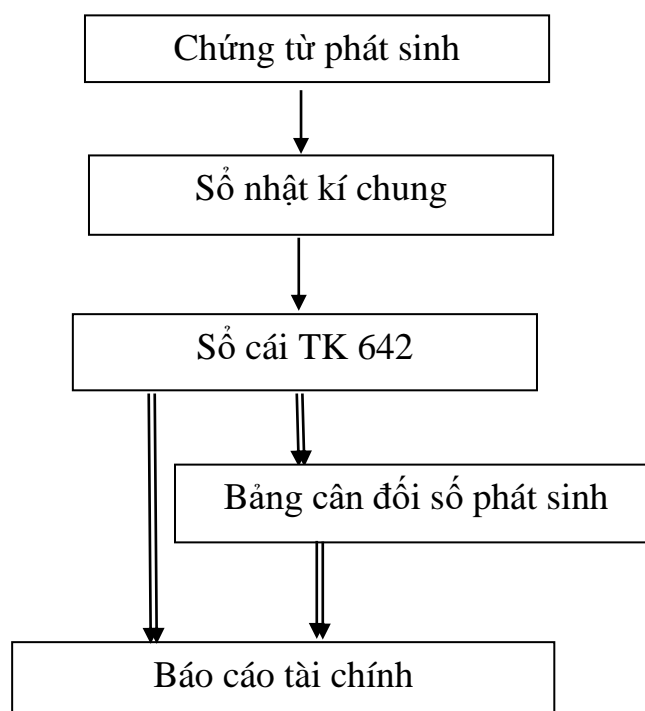 Chứng từ phát sinh
Sổ nhật kí chung
Sổ cái TK 642
Bảng cân đối số phát sinh
Báo cáo tài chính